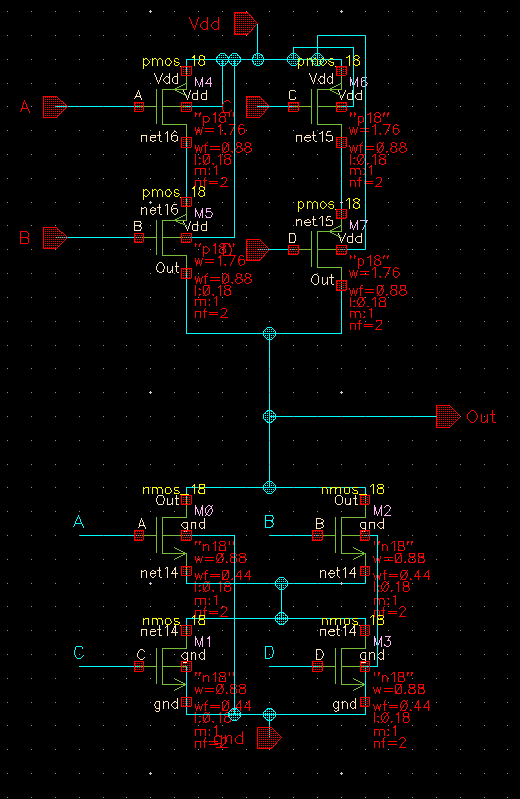 Vdd
pmos_18
pmos_18
Vdd
M4
Vdd
M6
A
A
Vdd
C
Vdd
"p18"
"p18"
w=1.76
w=1.76
net16
wf=0.88
net15
wf=0.88
l:0.18
l:0.18
m:1
m:1
nf=2
nf=2
pmos_18
pmos_18
net16
M5
net15
M7
B
B
Vdd
D
Vdd
"p18"
"p18"
w=1.76
w=1.76
Out
wf=0.88
Out
wf=0.88
l:0.18
l:0.18
m:1
m:1
nf=2
nf=2
Out
nmos_18
nmos_18
Out
M0
Out
M2
A
A
gnd
B
B
gnd
"n18"
"n18"
w=0.88
w=0.88
net14
wf=0.44
net14
wf=0.44
l:0.18
l:0.18
m:1
m:1
nf=2
nf=2
nmos_18
nmos_18
net14
M1
net14
M3
C
C
gnd
D
D
gnd
"n18"
"n18"
w=0.88
w=0.88
gnd
wf=0.44
gnd
wf=0.44
l:0.18
l:0.18
m:1
m:1
nf=2
nf=2
gnd